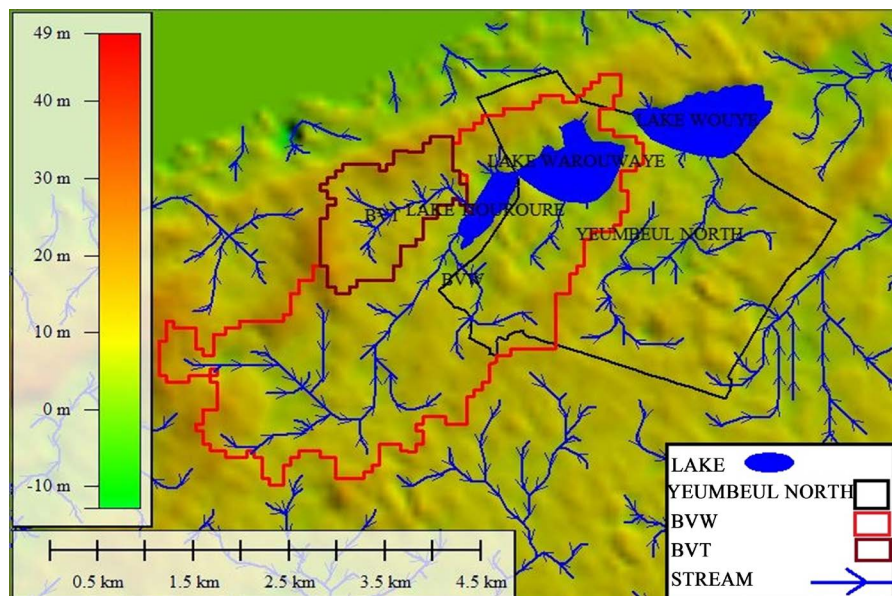 49 m
40 m
30 m
20 m
10 m
0 m
-10 m
LAKE WOUYE
LAKE WAROUWAYE
BVT
LAKE TIOUROURE
YEUMBEUL NORTH
BVW
0.5 km
1.5 km
2.5 km
3.5 km
4.5 km
LAKE
YEUMBEUL NORTH
BVW
BVT
STREAM